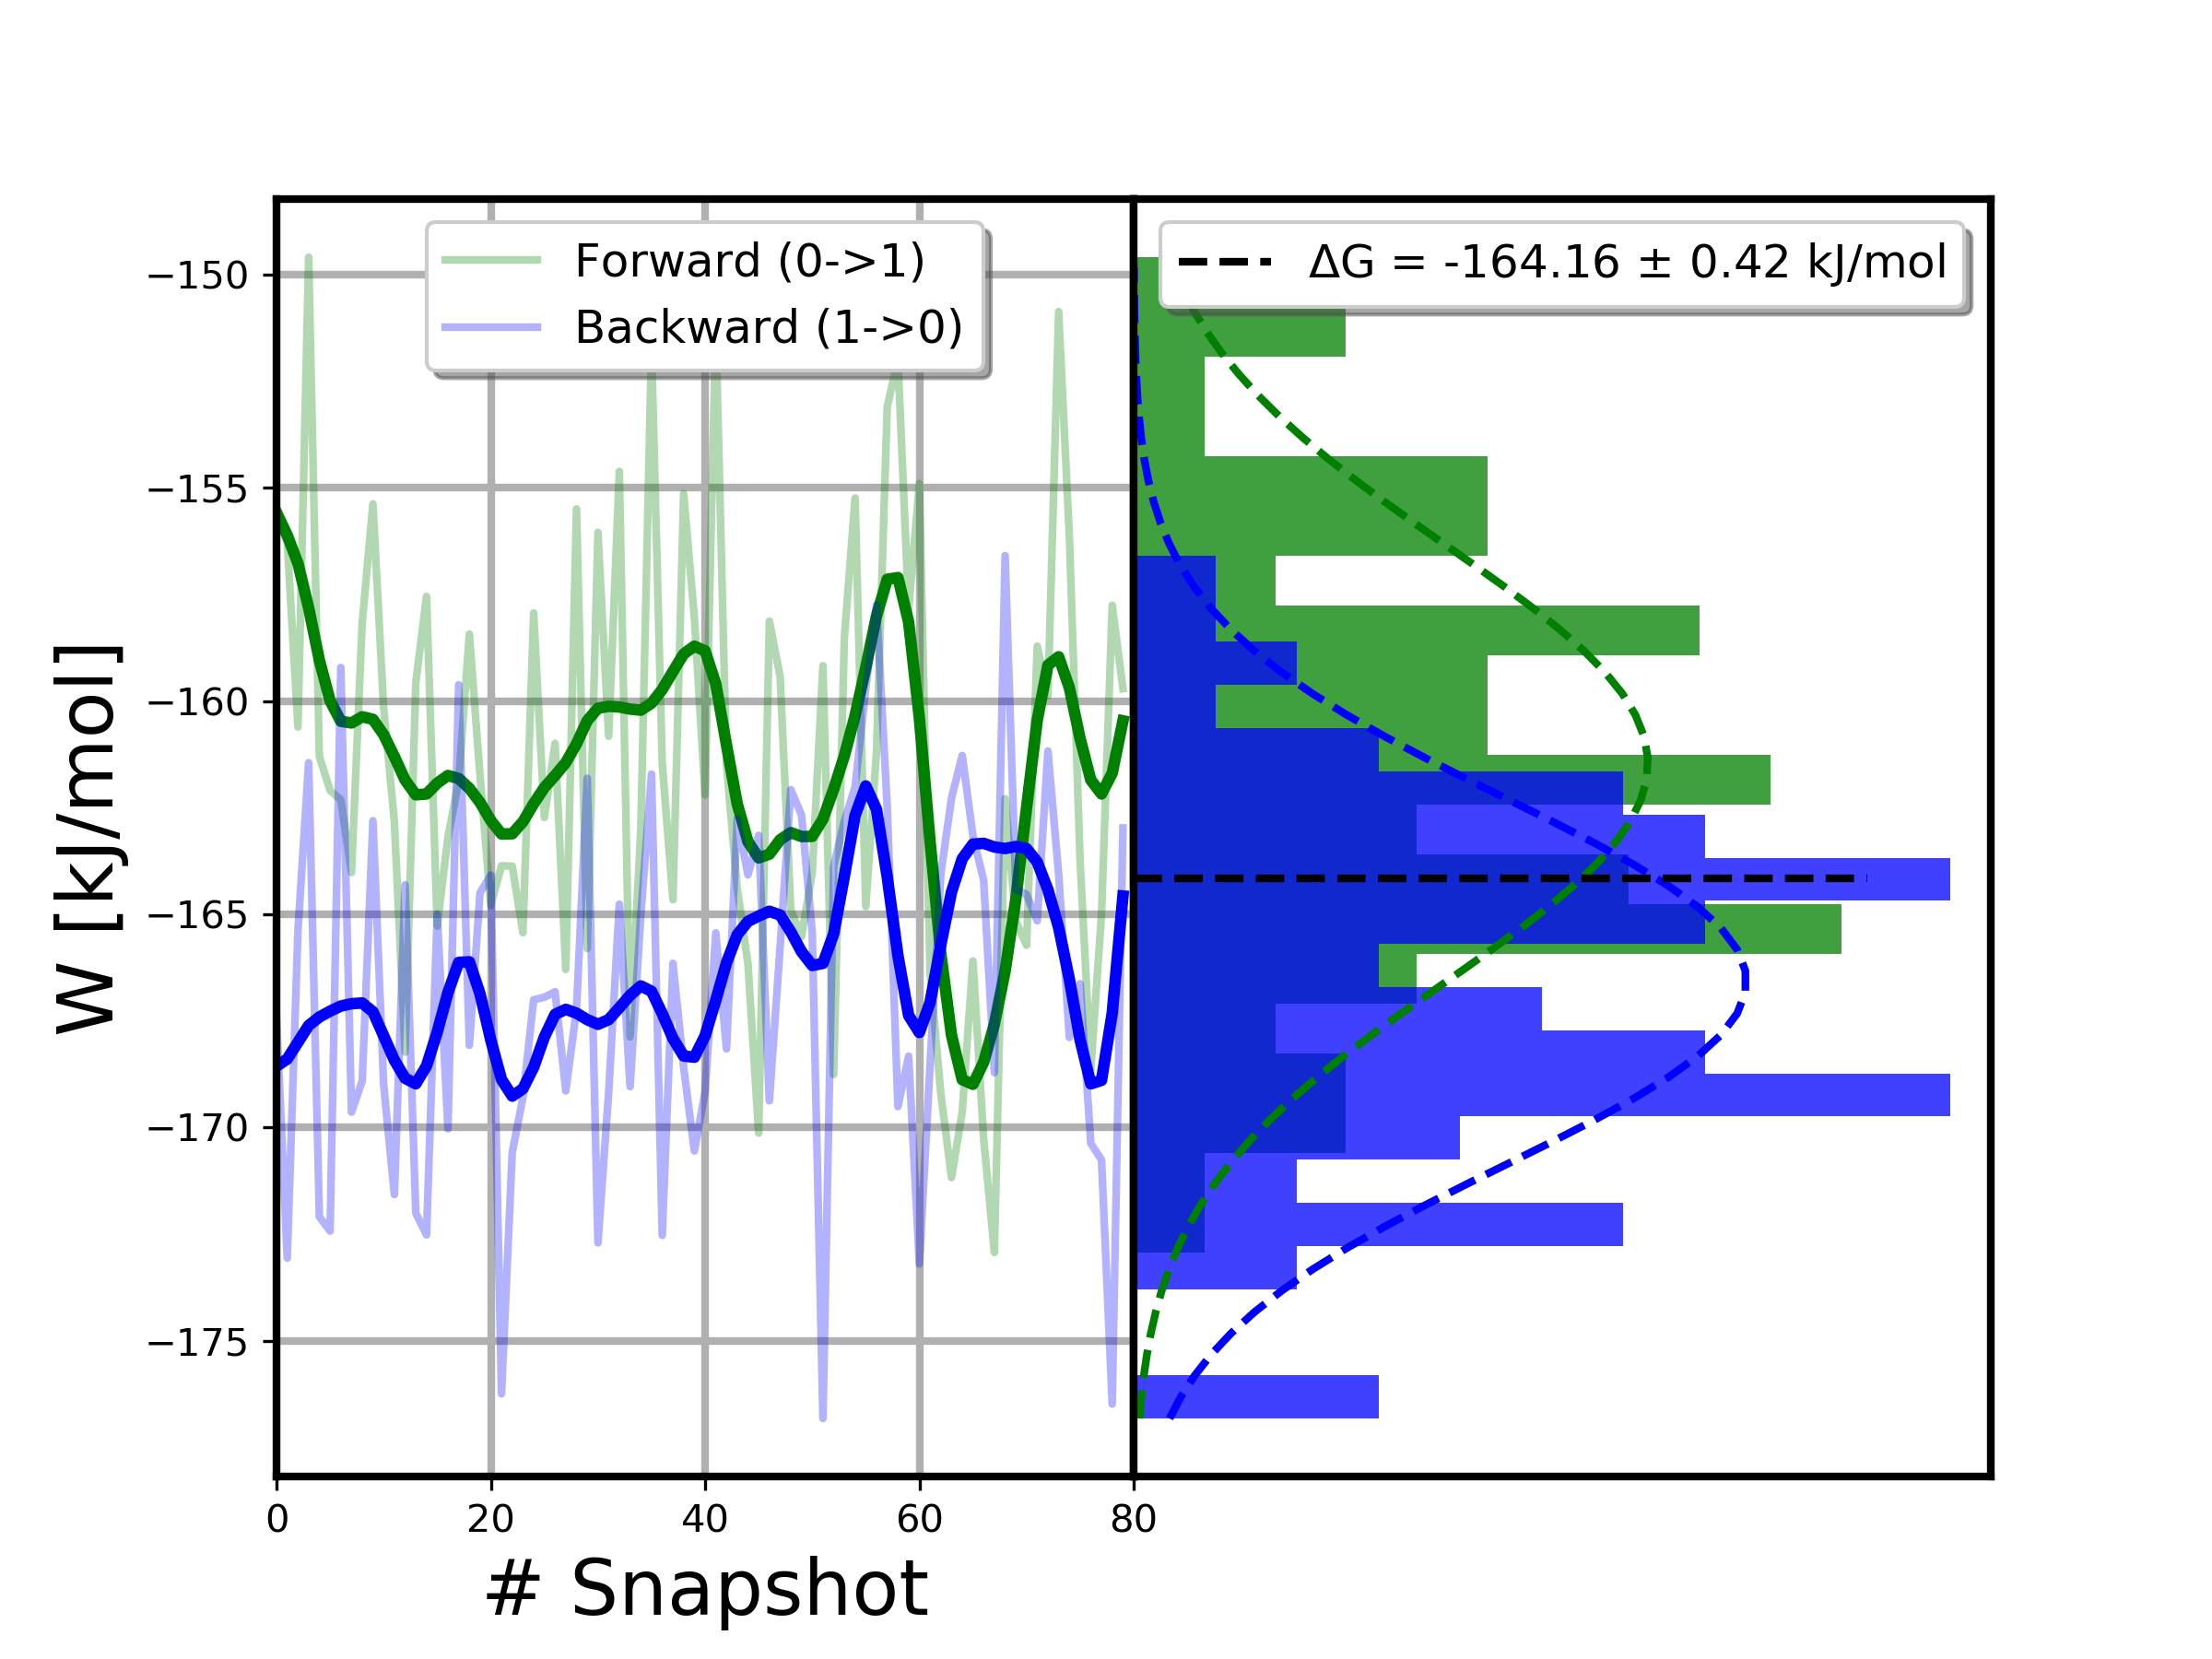 Forward (0->1)
Backward (1->0)
ΔG = -164.16 ± 0.42 kJ/mol
W [kJ/mol]
−150
−155
−160
−165
−170
−175
0 20 40 60 80
# Snapshot